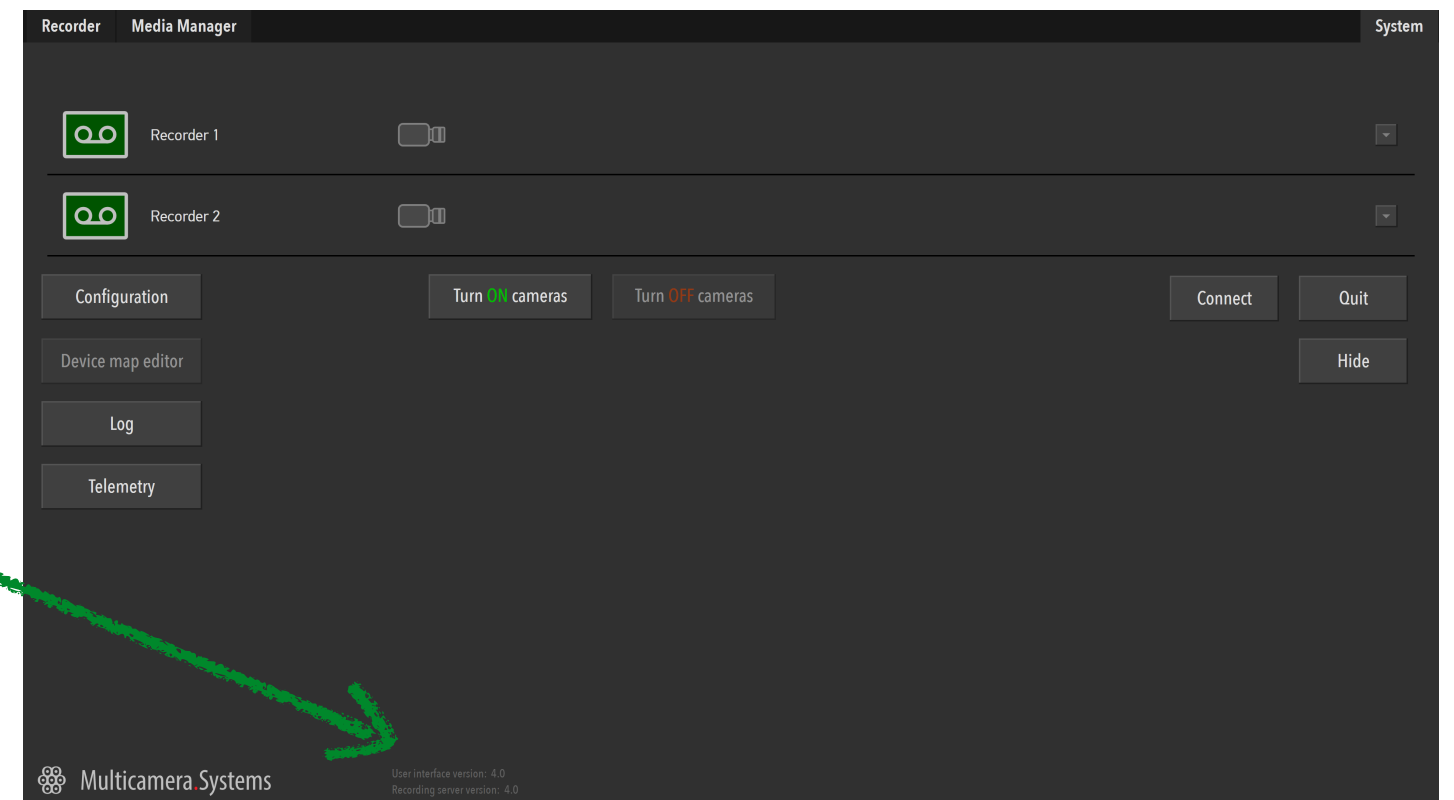 Recorder Media Manager System
Recorder 1
Recorder 2
Configuration Turn ON cameras Turn OFF cameras Connect Quit
Device map editor Hide
Log
Telemetry
Multicamera.Systems
User interface version: 4.0
Recording server version: 4.0